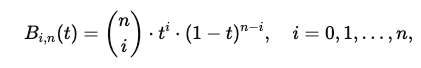 $B_{i,n}(t) = \binom{n}{i} \cdot t^i \cdot (1-t)^{n-i}, \quad i = 0, 1, \ldots, n,$